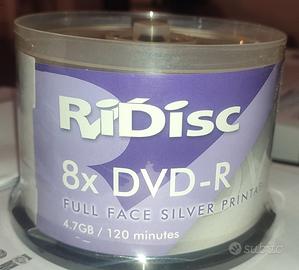 RiDisc
8x DVD-R
FULL FACE SILVER PRINTA
4.7GB / 120 minutes
subito